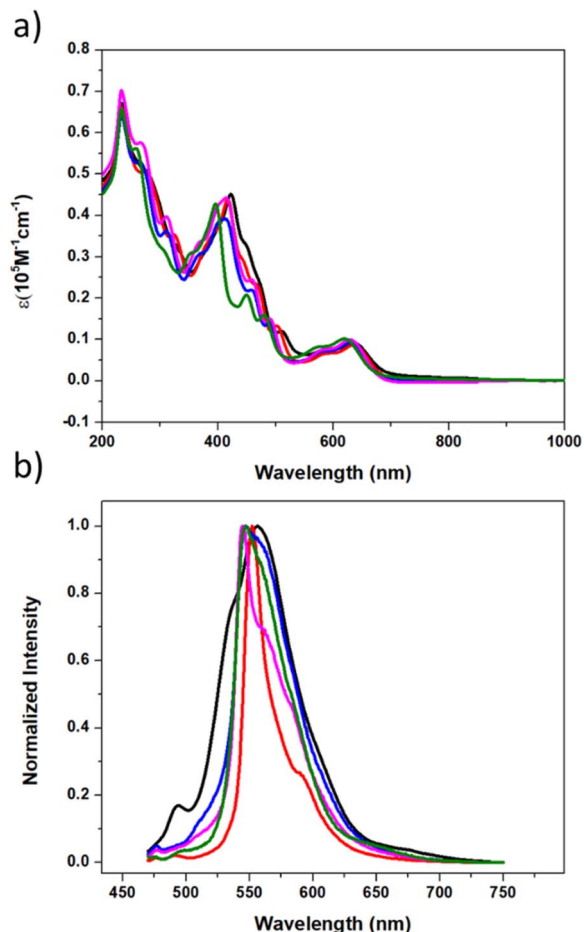 a)
0.8
0.7
0.6
0.5
0.4
0.3
0.2
0.1
0.0
-0.1
ε(10⁵M⁻¹cm⁻¹)
200 400 600 800 1000
Wavelength (nm)
b)
1.0
0.8
0.6
0.4
0.2
0.0
Normalized Intensity
450 500 550 600 650 700 750
Wavelength (nm)